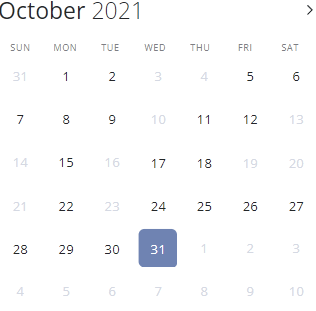 October 2021
SUN MON TUE WED THU FRI SAT
31 1 2 3 4 5 6
7 8 9 10 11 12 13
14 15 16 17 18 19 20
21 22 23 24 25 26 27
28 29 30 31 1 2 3
4 5 6 7 8 9 10